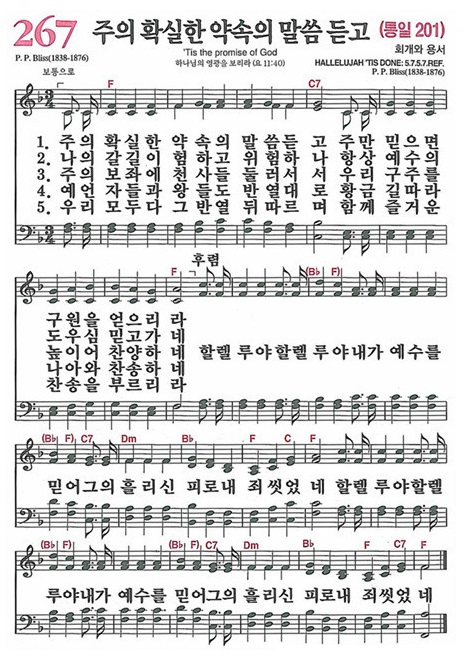 267 주의 확실한 약속의 말씀 듣고 (통일 201)
'Tis the promise of God
회개와 용서
P. P. Bliss(1838-1876)
하나님의 영광을 보리라 (요 11:40)
HALLELUJAH 'TIS DONE: 5.7.5.7.REF.
보통으로
P. P. Bliss(1838-1876)
F C7
1. 주의 확실한 약속의 말씀듣고 주만 믿으면
2. 나의 갈길이 험하고 위험하나 항상 예수의
3. 주의 보좌에 천사들 둘러서서 우리 구주를
4. 예언자들과 왕들도 반열대로 황금 길따라
5. 우리 모두다 그 반열 뒤따르며 함께 즐거운
후렴
F C7 F (B♭ F)
구원을 얻으리라
도우심 믿고가네
높이어 찬양하네 할렐루야할렐루야내가 예수를
나아와 찬송하네
찬송을 부르리라
(B♭ F) C7 Dm B♭ F C F
믿어그의 흘리신 피로내 죄씻었네 할렐루야할렐
(B♭ F) (B♭ F) C7 Dm B♭ F C7 F
루야내가 예수를 믿어그의 흘리신 피로내 죄씻었네